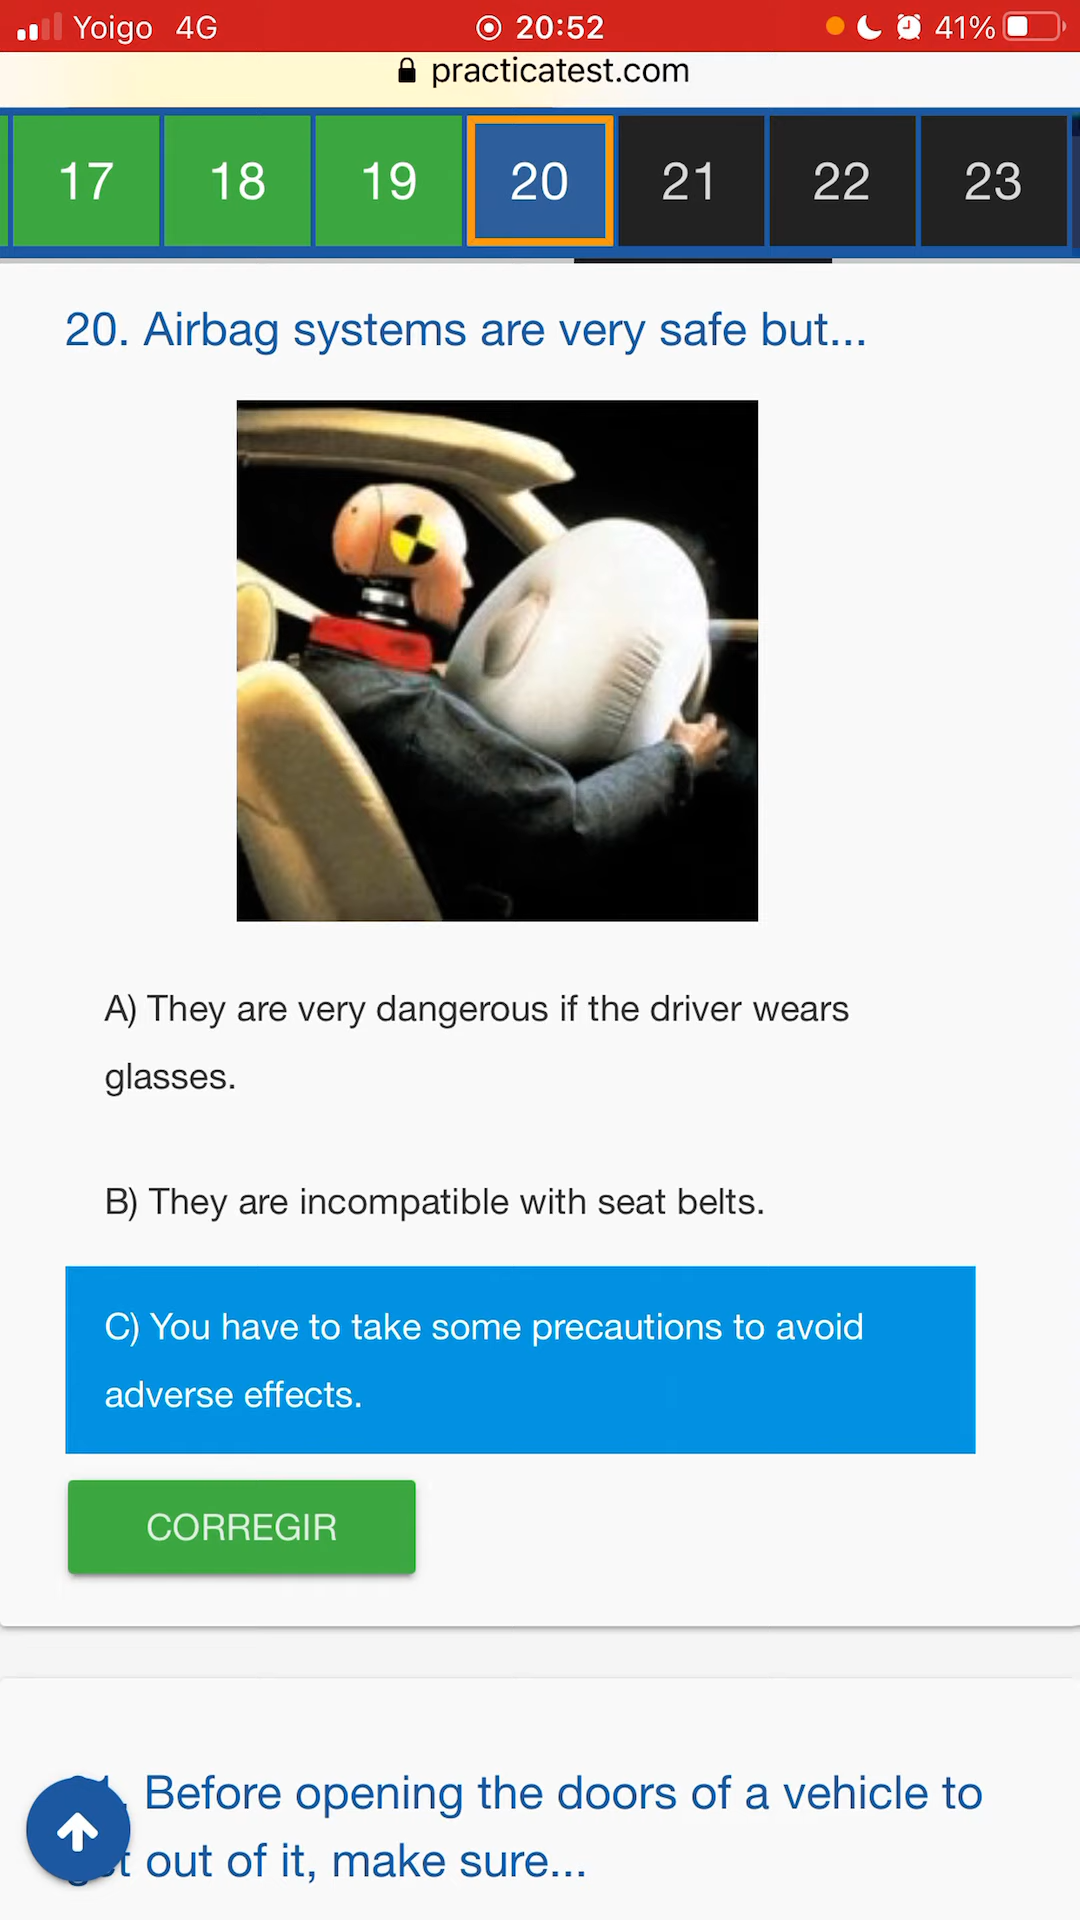 Yoigo 4G 20:52 41%
practicatest.com
17 18 19 20 21 22 23
20. Airbag systems are very safe but...
A) They are very dangerous if the driver wears
glasses.
B) They are incompatible with seat belts.
C) You have to take some precautions to avoid
adverse effects.
CORREGIR
Before opening the doors of a vehicle to
out of it, make sure...